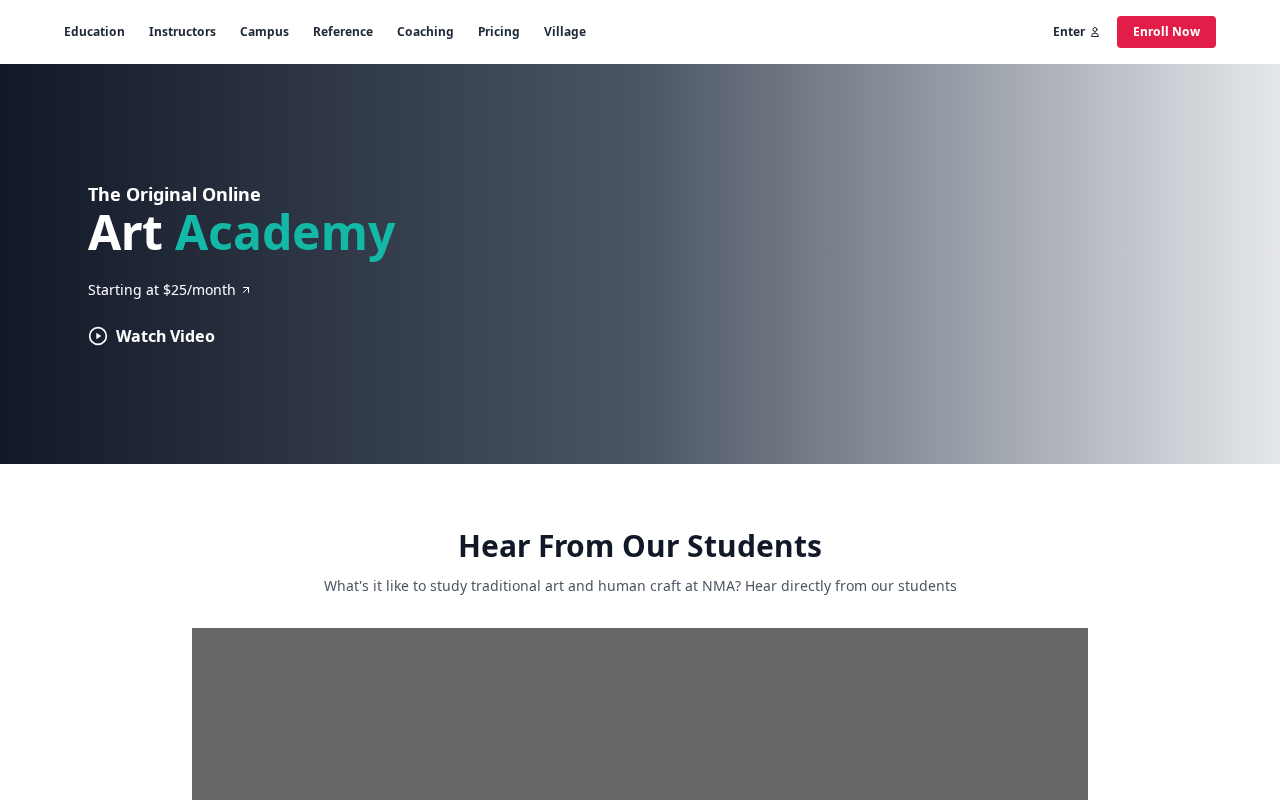 Education Instructors Campus Reference Coaching Pricing Village Enter Enroll Now
The Original Online
Art Academy
Starting at $25/month
Watch Video
Hear From Our Students
What's it like to study traditional art and human craft at NMA? Hear directly from our students